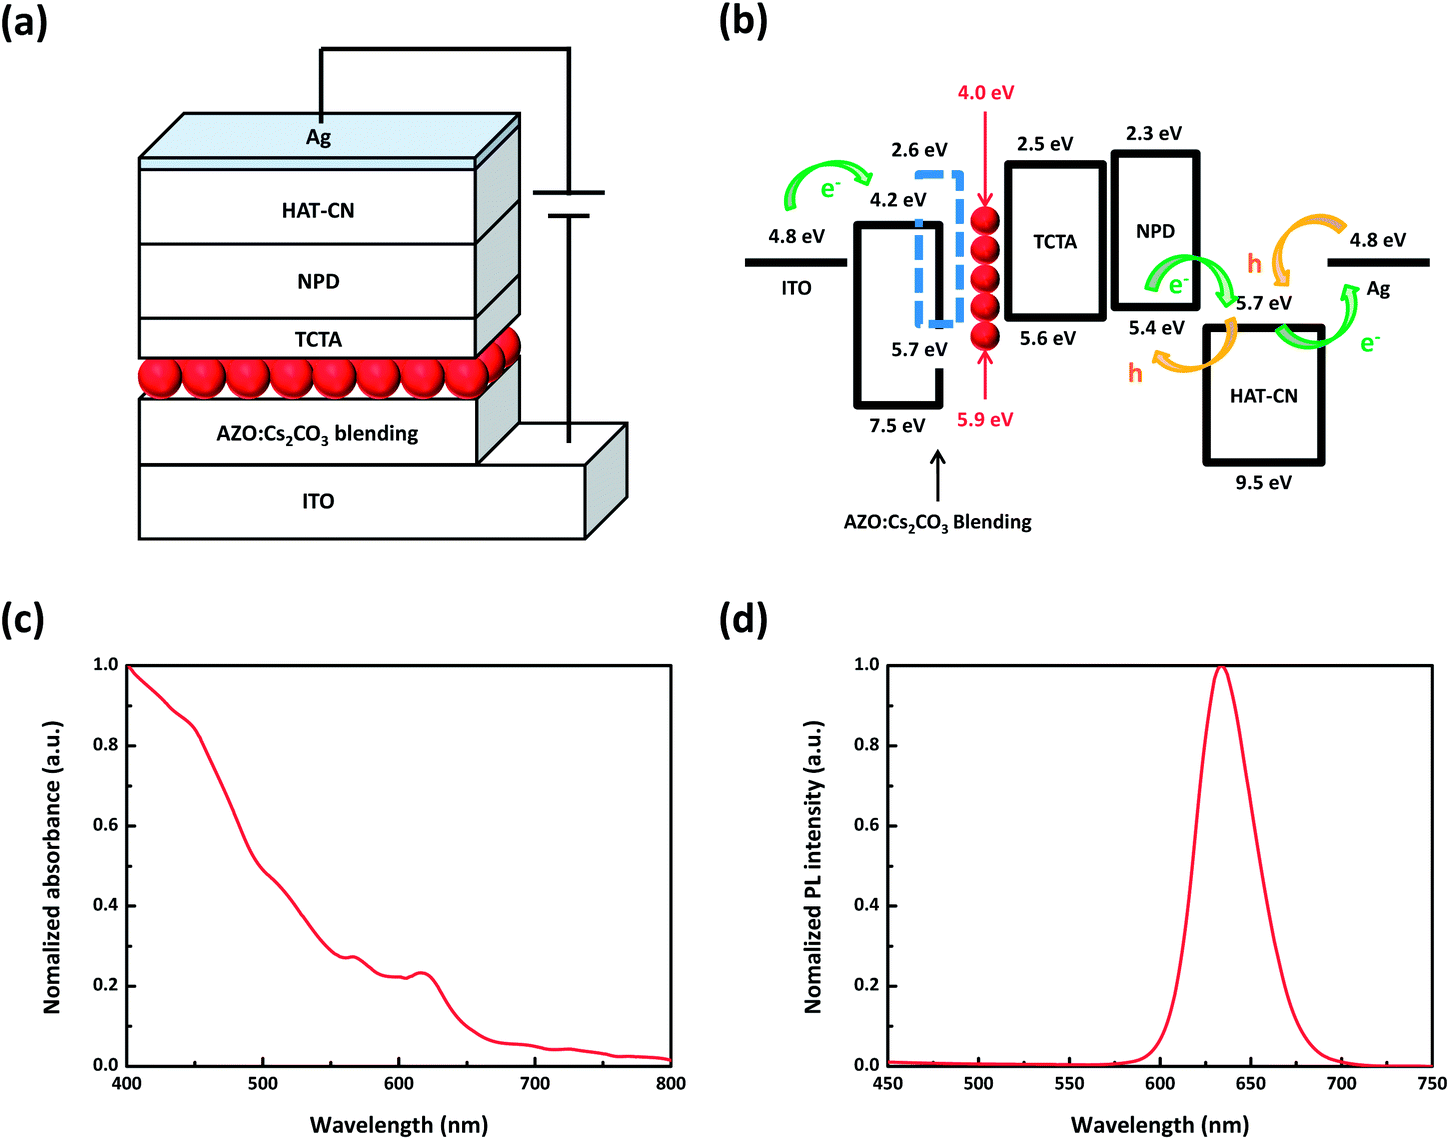 (a)
Ag
HAT-CN
NPD
TCTA
AZO:Cs₂CO₃ blending
ITO
(b)
4.0 eV
2.6 eV
2.5 eV
2.3 eV
e⁻
4.2 eV
4.8 eV
ITO
TCTA
NPD
h
4.8 eV
Ag
e⁻
5.7 eV
5.7 eV
5.6 eV
5.4 eV
e⁻
h
HAT-CN
7.5 eV
5.9 eV
9.5 eV
AZO:Cs₂CO₃ Blending
(c)
1.0
0.8
0.6
0.4
0.2
0.0
400 500 600 700 800
Nomalized absorbance (a.u.)
Wavelength (nm)
(d)
1.0
0.8
0.6
0.4
0.2
0.0
450 500 550 600 650 700 750
Nomalized PL intensity (a.u.)
Wavelength (nm)